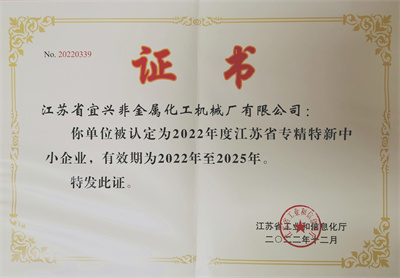 No. 20220339
证书
江苏省宜兴非金属化工机械厂有限公司：
你单位被认定为2022年度江苏省专精特新中
小企业，有效期为2022年至2025年。
特发此证。
江苏省工业和信息化厅
二〇二二年十二月